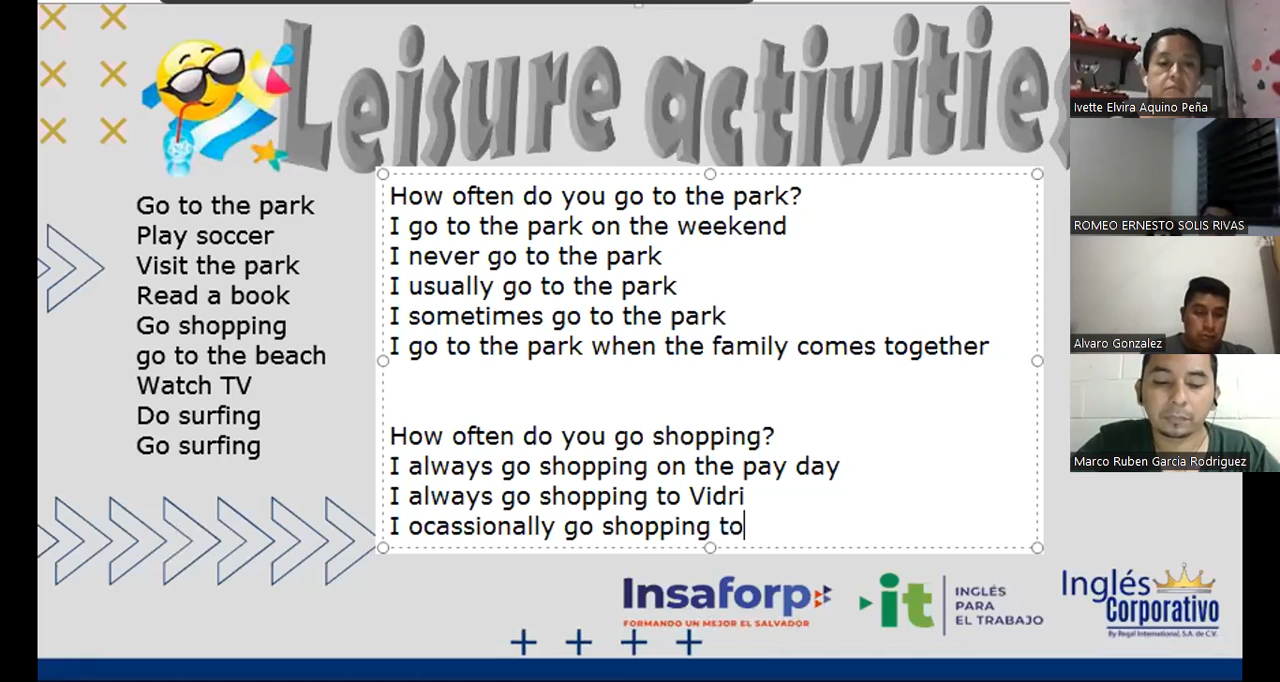 Leisure activities
Go to the park
Play soccer
Visit the park
Read a book
Go shopping
go to the beach
Watch TV
Do surfing
Go surfing
How often do you go to the park?
I go to the park on the weekend
I never go to the park
I usually go to the park
I sometimes go to the park
I go to the park when the family comes together
How often do you go shopping?
I always go shopping on the pay day
I always go shopping to Vidri
I ocassionally go shopping to
Ivette Elvira Aquino Peña
ROMEO ERNESTO SOLIS RIVAS
Alvaro Gonzalez
Marco Ruben Garcia Rodriguez
Insaforp
FORMANDO UN MEJOR EL SALVADOR
it
INGLÉS
PARA
EL TRABAJO
Inglés
Corporativo
By Regal International, S.A. de C.V.